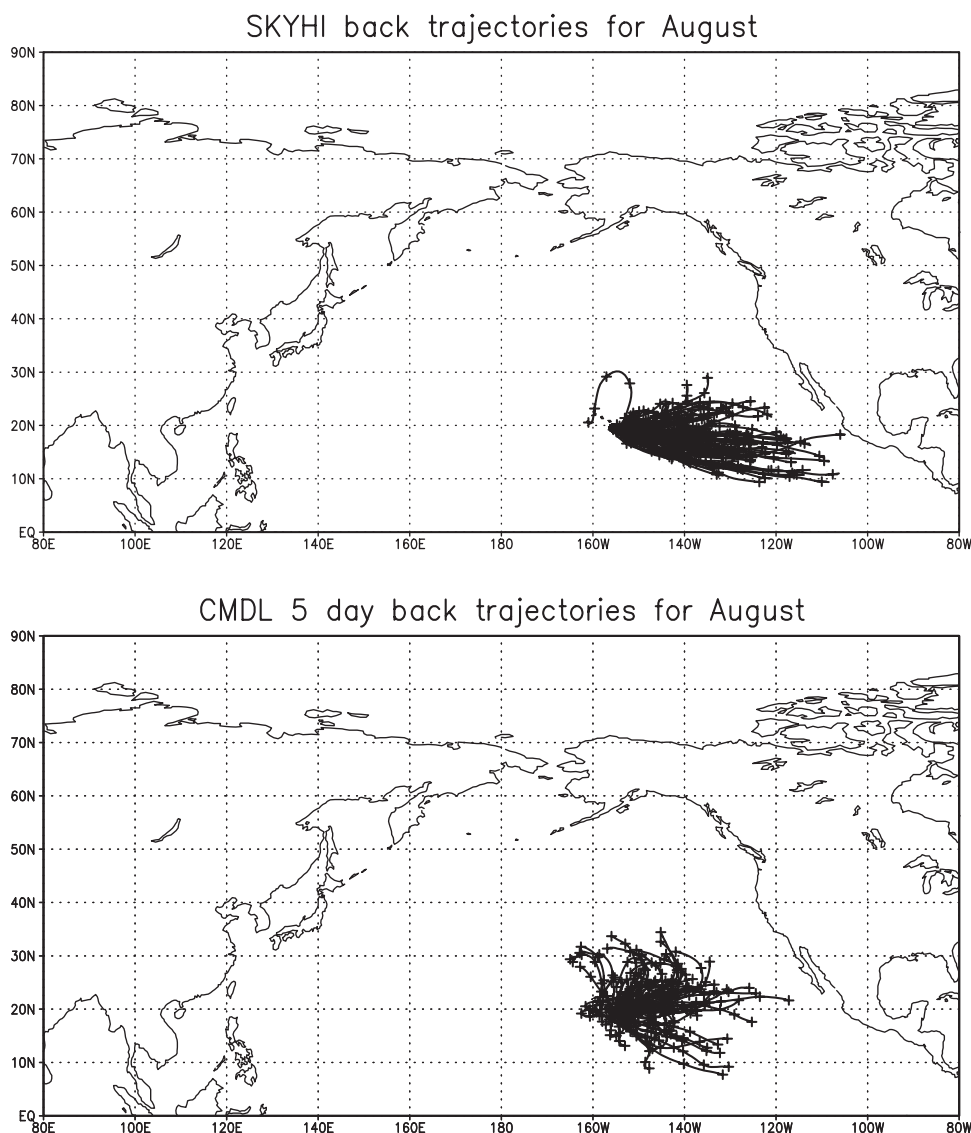 SKYHI back trajectories for August
90N
80N
70N
60N
50N
40N
30N
20N
10N
EQ
80E 100E 120E 140E 160E 180 160W 140W 120W 100W 80W
CMDL 5 day back trajectories for August
90N
80N
70N
60N
50N
40N
30N
20N
10N
EQ
80E 100E 120E 140E 160E 180 160W 140W 120W 100W 80W